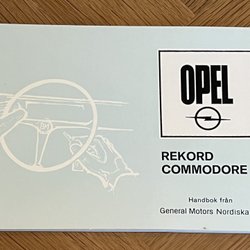 OPEL
REKORD
COMMODORE
Handbok från
General Motors Nordiska